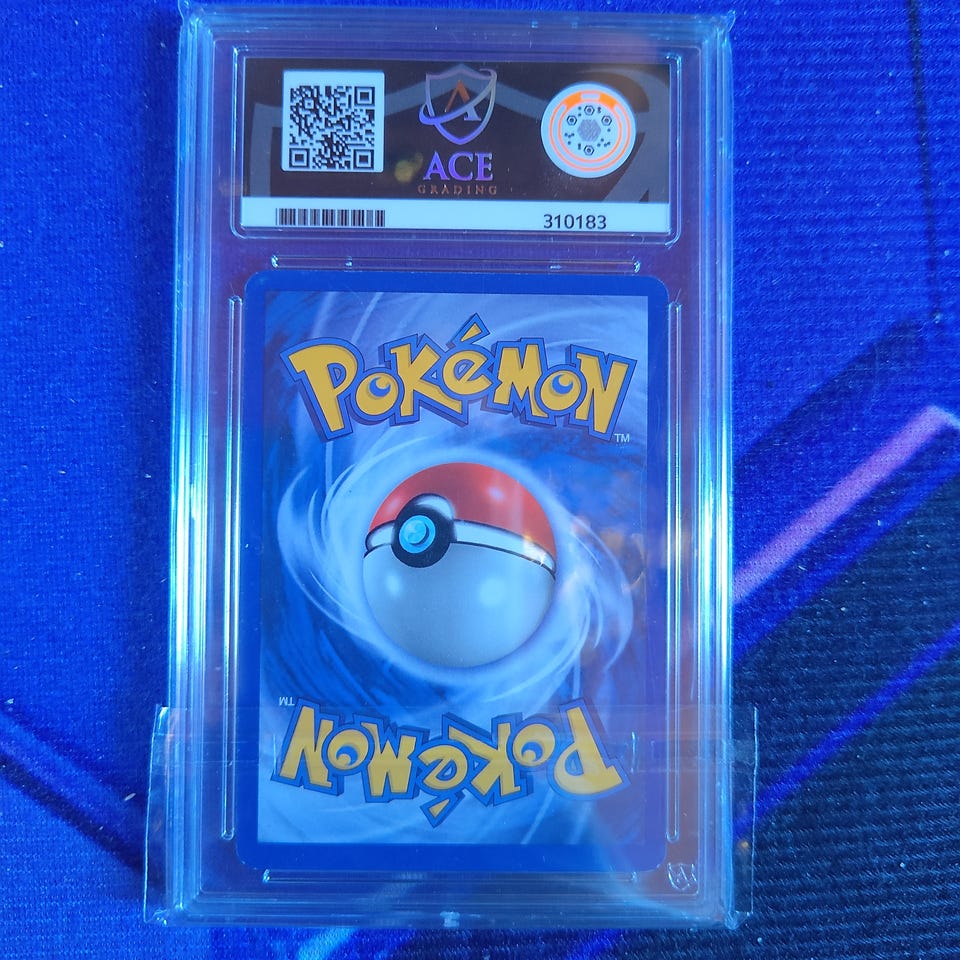 ACE
GRADING
310183
POKéMON
TM
TM
POKéMON